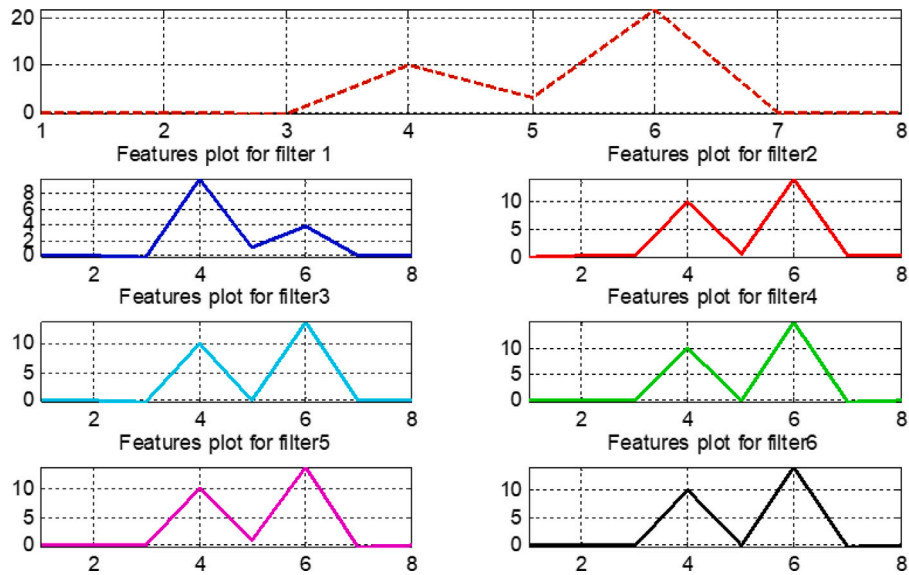 20
10
0
1 2 3 4 5 6 7 8
Features plot for filter 1
Features plot for filter2
8
6
4
2
0
2 4 6 8
10
5
0
2 4 6 8
Features plot for filter3
Features plot for filter4
10
5
0
2 4 6 8
10
5
0
2 4 6 8
Features plot for filter5
Features plot for filter6
10
5
0
2 4 6 8
10
5
0
2 4 6 8